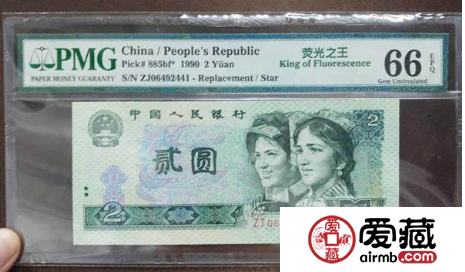 PMG
PAPER MONEY GUARANTY
China / People's Republic
Pick# 885bf* 1990 2 Yüan
S/N ZJ06492441 - Replacement / Star
荧光之王
King of Fluorescence
66 EPQ
Gem Uncirculated
中国人民银行
2
贰圆
2
ZJ06
爱藏
airmb.com